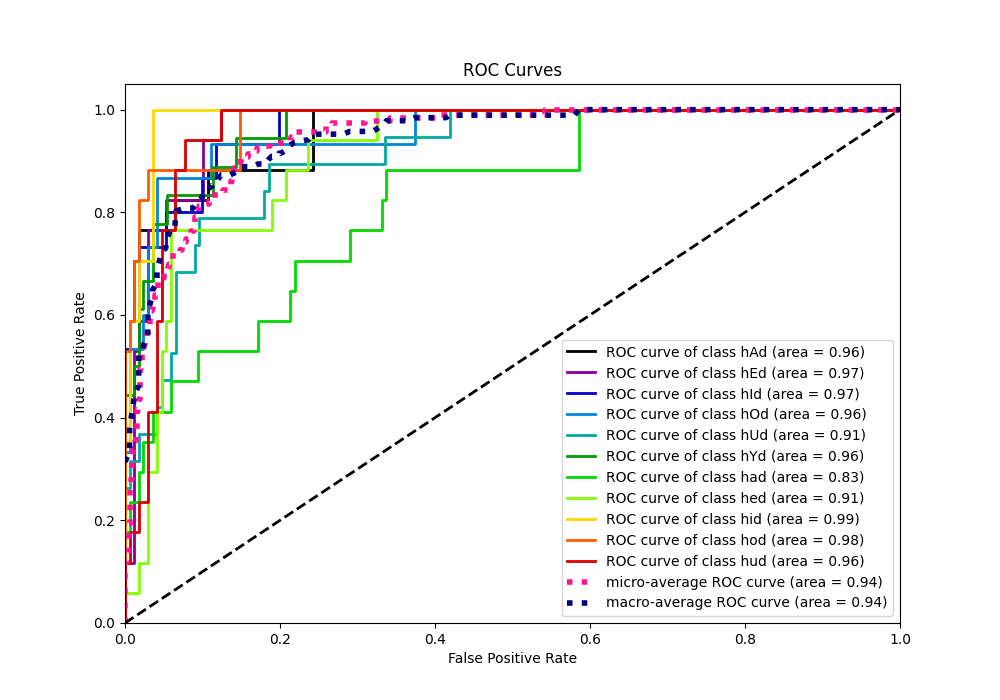 ROC Curves
True Positive Rate
1.0
0.8
0.6
0.4
0.2
0.0
ROC curve of class hAd (area = 0.96)
ROC curve of class hEd (area = 0.97)
ROC curve of class hId (area = 0.97)
ROC curve of class hOd (area = 0.96)
ROC curve of class hUd (area = 0.91)
ROC curve of class hYd (area = 0.96)
ROC curve of class had (area = 0.83)
ROC curve of class hed (area = 0.91)
ROC curve of class hid (area = 0.99)
ROC curve of class hod (area = 0.98)
ROC curve of class hud (area = 0.96)
micro-average ROC curve (area = 0.94)
macro-average ROC curve (area = 0.94)
0.0 0.2 0.4 0.6 0.8 1.0
False Positive Rate